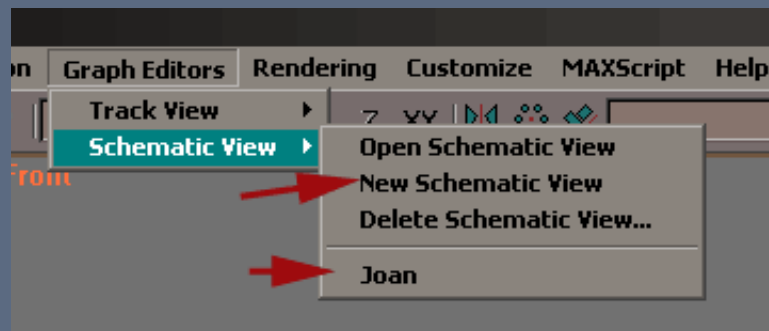 on Graph Editors Rendering Customize MAXScript Help
Track View
Z XY
Schematic View
Open Schematic View
Front
New Schematic View
Delete Schematic View...
Joan